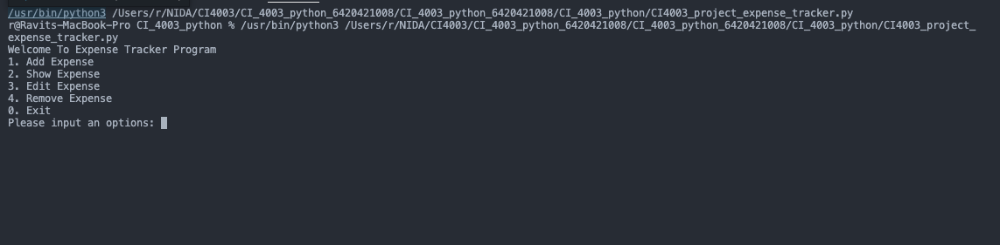 /usr/bin/python3 /Users/r/NIDA/CI4003/CI_4003_python_6420421008/CI_4003_python_6420421008/CI_4003_python/CI4003_project_expense_tracker.py
r@Ravits-MacBook-Pro CI_4003_python % /usr/bin/python3 /Users/r/NIDA/CI4003/CI_4003_python_6420421008/CI_4003_python_6420421008/CI_4003_python/CI4003_project_
expense_tracker.py
Welcome To Expense Tracker Program
1. Add Expense
2. Show Expense
3. Edit Expense
4. Remove Expense
0. Exit
Please input an options: